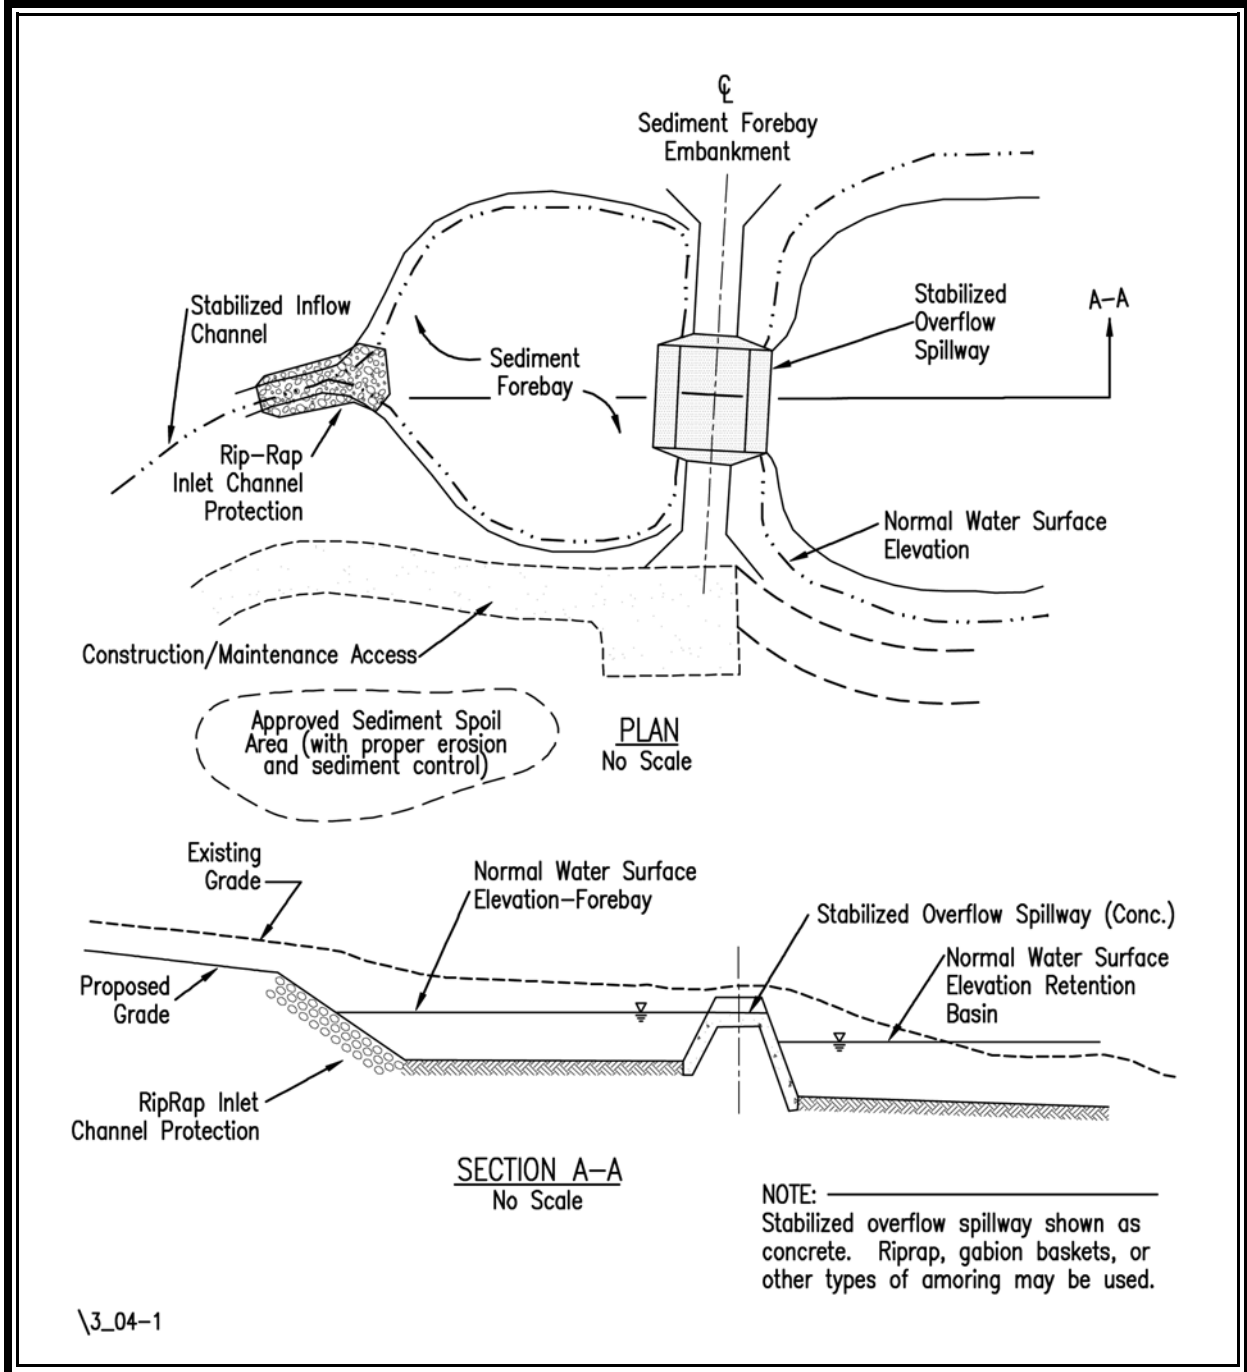 ℄
Sediment Forebay
Embankment
Stabilized Inflow
Channel
Stabilized
Overflow
Spillway
A-A
Sediment
Forebay
Rip-Rap
Inlet Channel
Protection
Normal Water Surface
Elevation
Construction/Maintenance Access
Approved Sediment Spoil
Area (with proper erosion
and sediment control)
PLAN
No Scale
Existing
Grade
Normal Water Surface
Elevation-Forebay
Stabilized Overflow Spillway (Conc.)
Normal Water Surface
Elevation Retention
Basin
Proposed
Grade
RipRap Inlet
Channel Protection
SECTION A-A
No Scale
NOTE:
Stabilized overflow spillway shown as
concrete. Riprap, gabion baskets, or
other types of amoring may be used.
\3_04-1